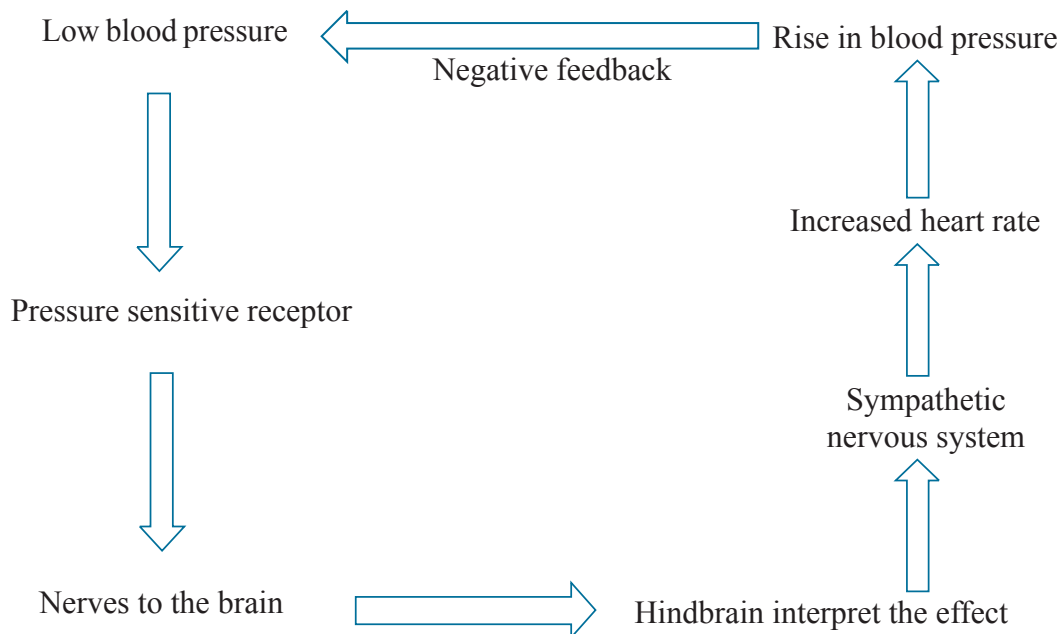 Low blood pressure
Rise in blood pressure
Negative feedback
Increased heart rate
Pressure sensitive receptor
Sympathetic
nervous system
Nerves to the brain
Hindbrain interpret the effect